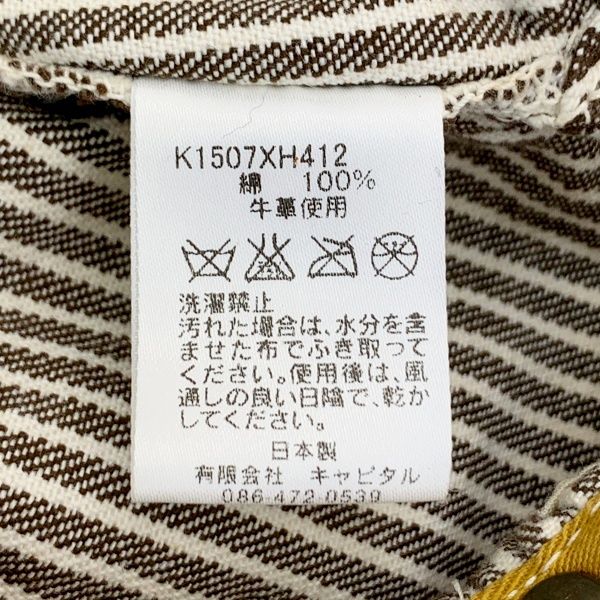 K1507XH412
綿 100%
牛革使用
洗濯禁止
汚れた場合は、水分を含
ませた布でふき取って
ください。使用後は、風
通しの良い日陰で、乾か
してください。
日本製
有限会社 キャピタル
086-472-0539